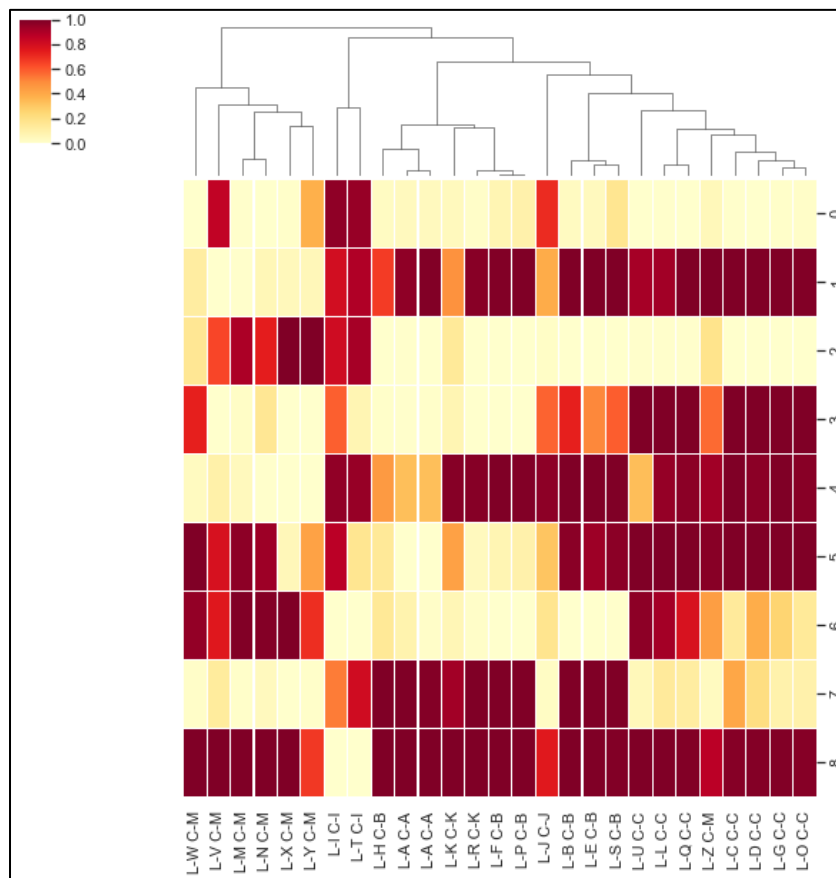 1.0
0.8
0.6
0.4
0.2
0.0
0
1
2
3
4
5
6
7
8
L-W C-M
L-V C-M
L-M C-M
L-N C-M
L-X C-M
L-Y C-M
L-I C-I
L-T C-I
L-H C-B
L-A C-A
L-A C-A
L-K C-K
L-R C-K
L-F C-B
L-P C-B
L-J C-J
L-B C-B
L-E C-B
L-S C-B
L-U C-C
L-L C-C
L-Q C-C
L-Z C-M
L-C C-C
L-D C-C
L-G C-C
L-O C-C